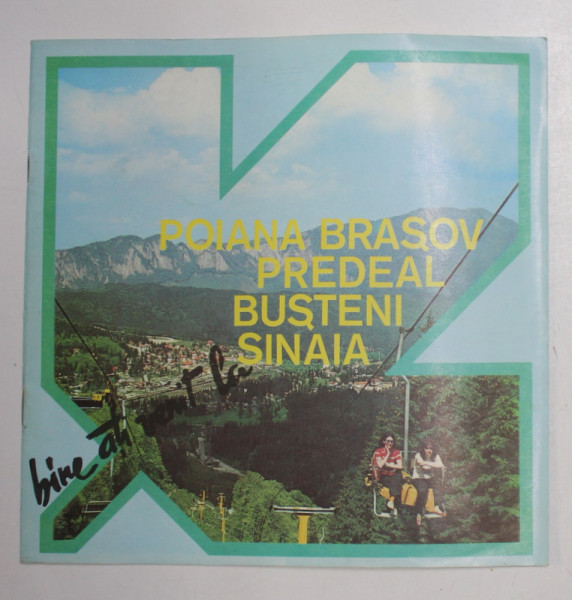 bine ați venit la
POIANA BRAȘOV
PREDEAL
BUȘTENI
SINAIA